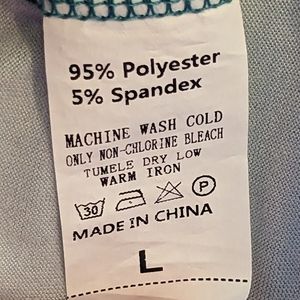 95% Polyester
5% Spandex
MACHINE WASH COLD
ONLY NON-CHLORINE BLEACH
TUMELE DRY LOW
WARM IRON
30 P
MADE IN CHINA
L